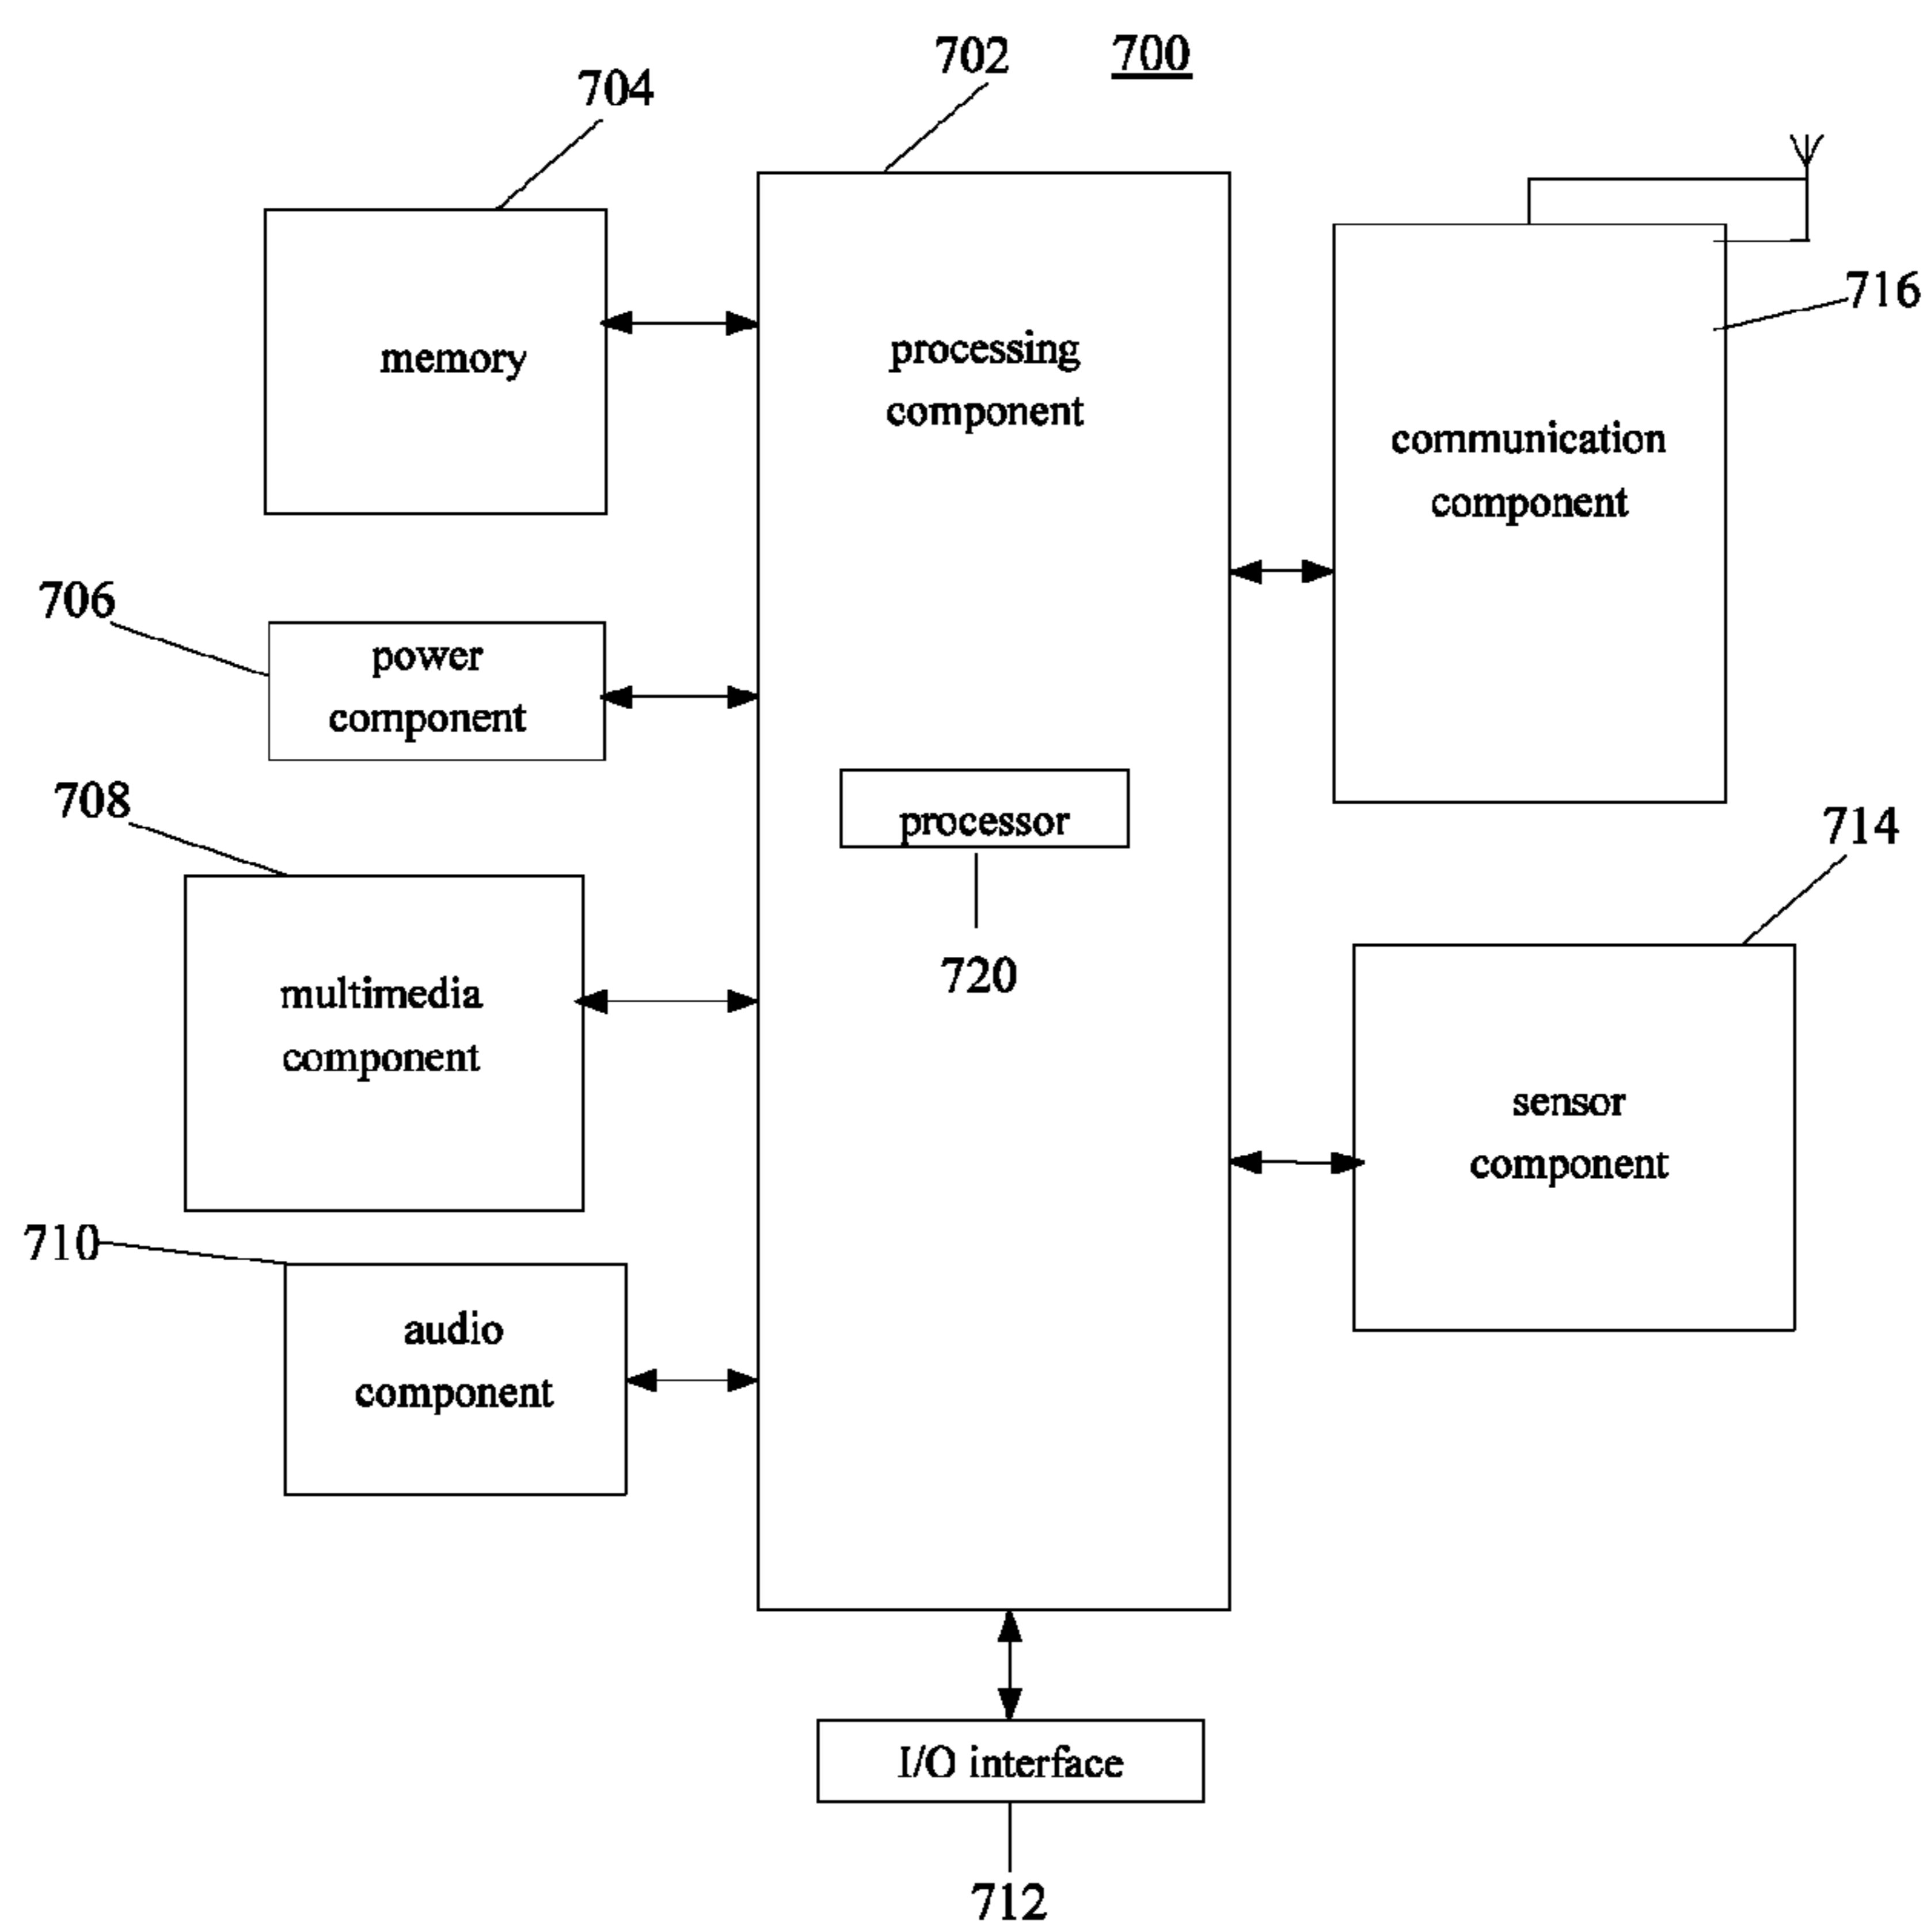 702
700
704
716
memory
processing
component
communication
component
706
power
component
708
processor
714
720
multimedia
component
sensor
component
710
audio
component
I/O interface
712